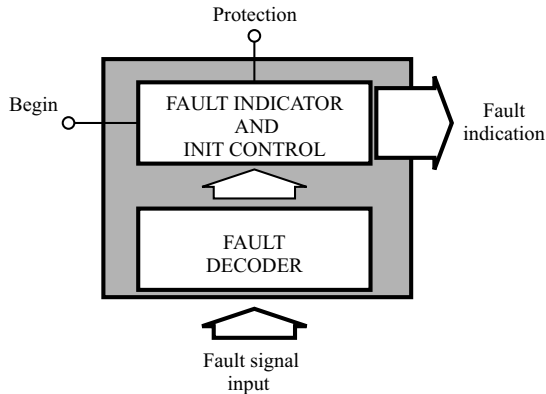 Protection
Begin
FAULT INDICATOR
AND
INIT CONTROL
Fault
indication
FAULT
DECODER
Fault signal
input